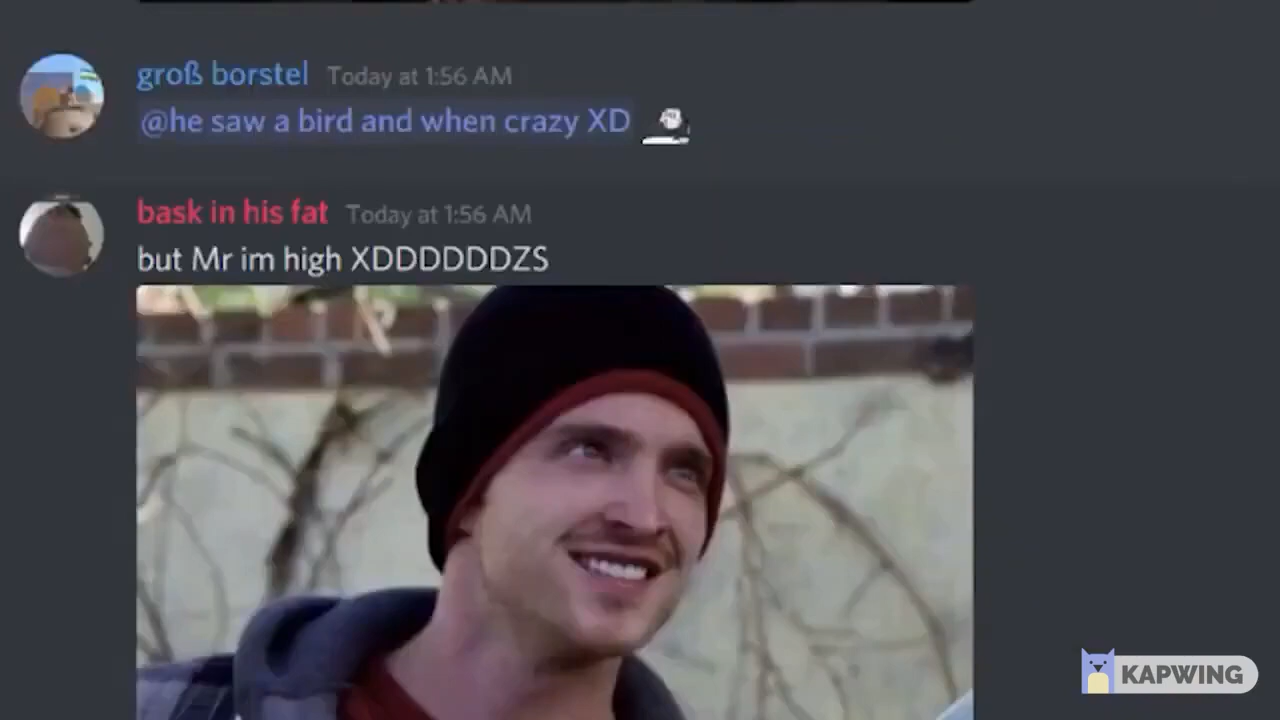 groß borstel Today at 1:56 AM
@he saw a bird and when crazy XD
bask in his fat Today at 1:56 AM
but Mr im high XDDDDDDZS
KAPWING